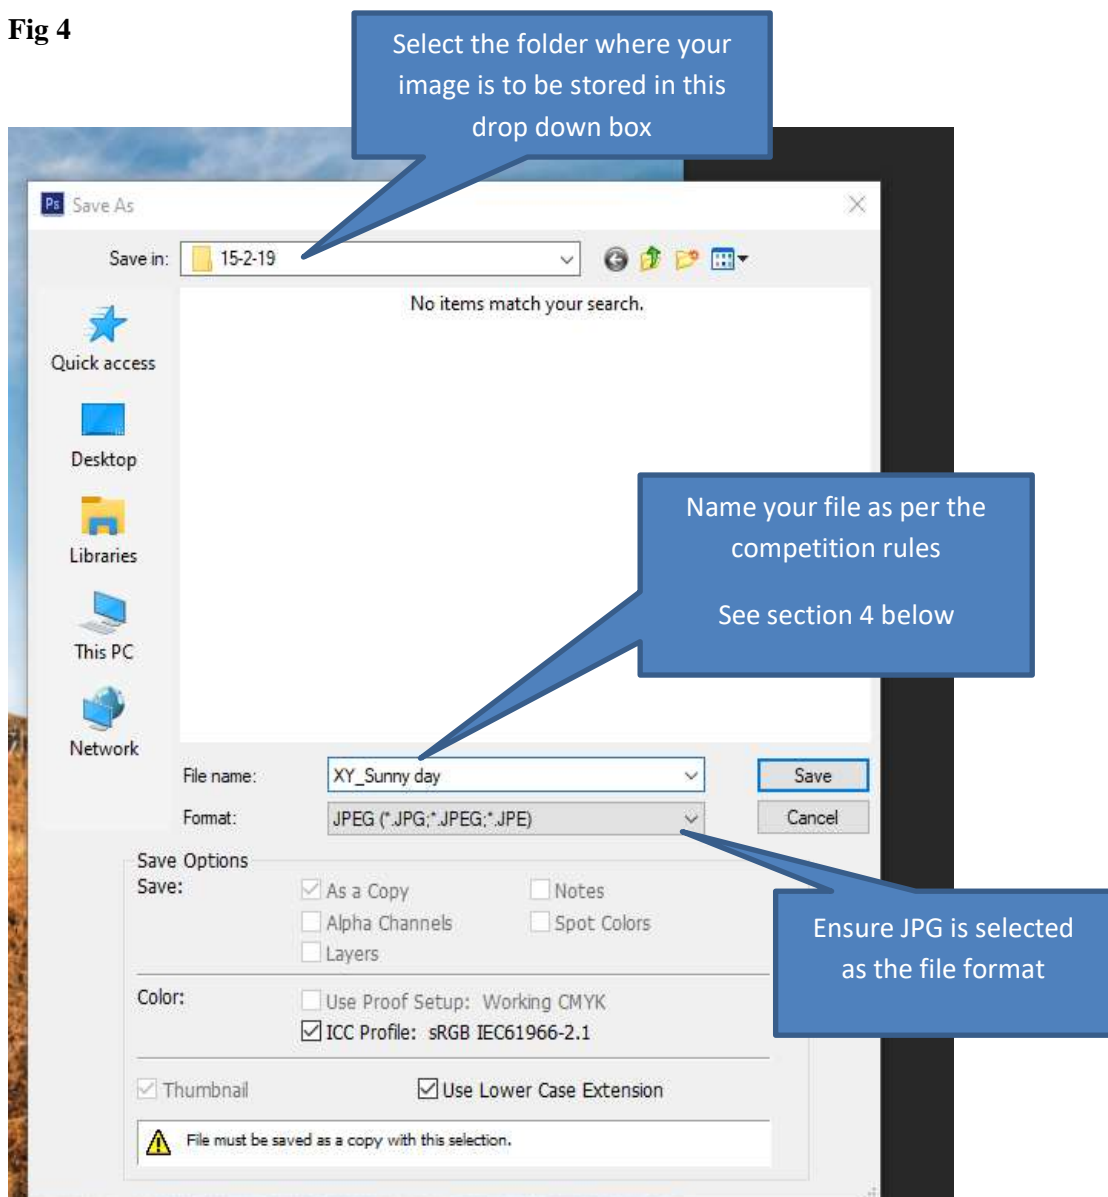 Fig 4
Select the folder where your
image is to be stored in this
drop down box
Ps Save As
Save in: 15-2-19
No items match your search.
Quick access
Desktop
Libraries
This PC
Network
Name your file as per the
competition rules
See section 4 below
File name: XY_Sunny day Save
Format: JPEG (*.JPG;*.JPEG;*.JPE) Cancel
Save Options
Save: As a Copy Notes
Alpha Channels Spot Colors
Layers
Ensure JPG is selected
as the file format
Color: Use Proof Setup: Working CMYK
ICC Profile: sRGB IEC61966-2.1
Thumbnail Use Lower Case Extension
File must be saved as a copy with this selection.